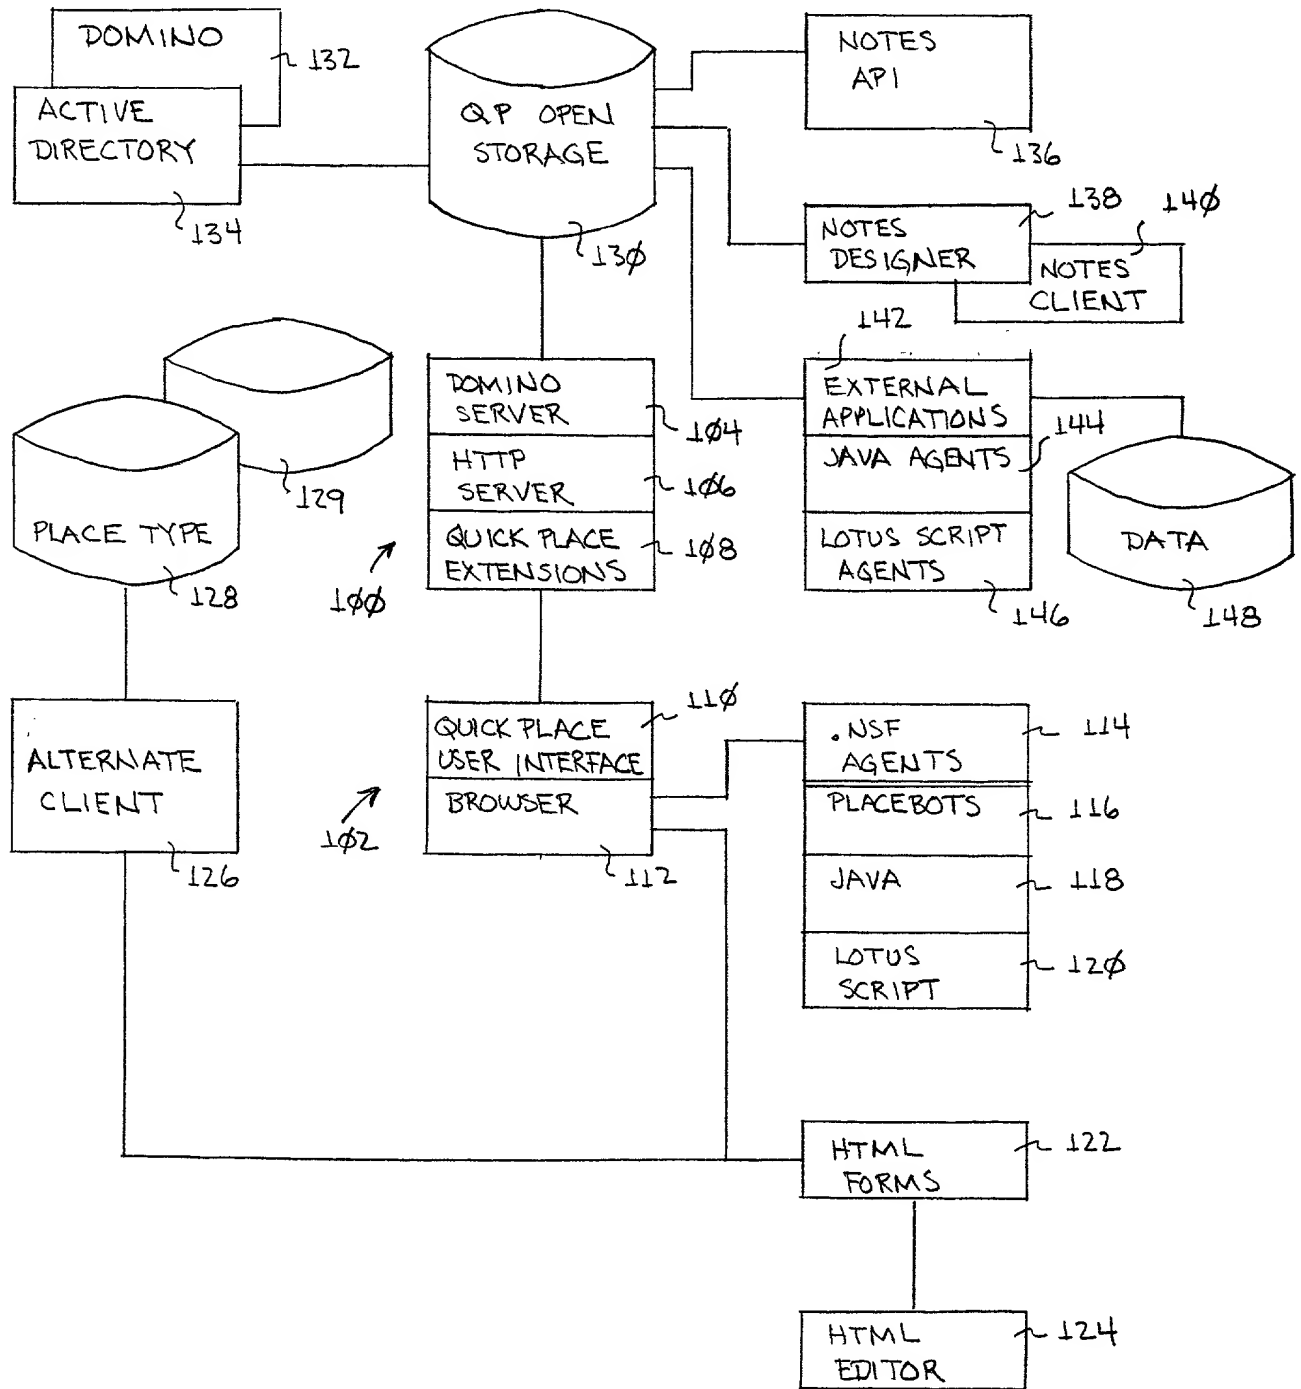 DOMINO
132
ACTIVE
DIRECTORY
134
QP OPEN
STORAGE
130
NOTES
API
136
138
140
NOTES
DESIGNER
NOTES
CLIENT
142
EXTERNAL
APPLICATIONS
144
JAVA AGENTS
LOTUS SCRIPT
AGENTS
146
DATA
148
DOMINO
SERVER
104
HTTP
SERVER
106
QUICK PLACE
EXTENSIONS
108
129
PLACE TYPE
128
100
110
QUICK PLACE
USER INTERFACE
BROWSER
112
102
ALTERNATE
CLIENT
126
.NSF
AGENTS
114
PLACEBOTS
116
JAVA
118
LOTUS
SCRIPT
120
HTML
FORMS
122
HTML
EDITOR
124